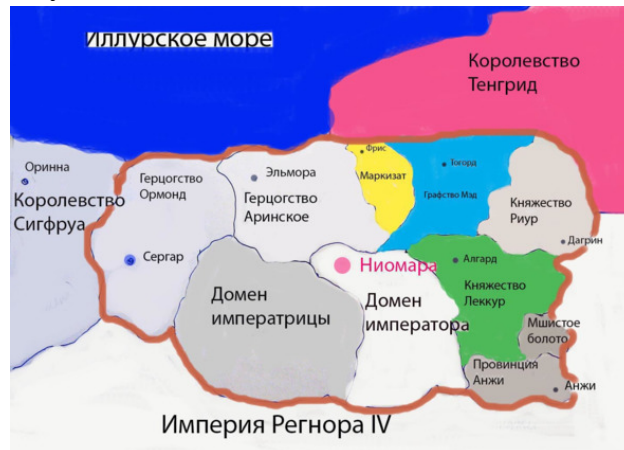 Иллурское море
Королевство
Тенгрид
Фрис
Маркизат
Тогорд
Графство Мэд
Княжество
Риур
Дагрин
Оринна
Королевство
Сигфруа
Герцогство
Ормонд
Сергар
Эльмора
Герцогство
Аринское
Ниомара
Домен
императора
Домен
императрицы
Алгард
Княжество
Леккур
Мшистое
болото
Провинция
Анжи
Анжи
Империя Регнора IV